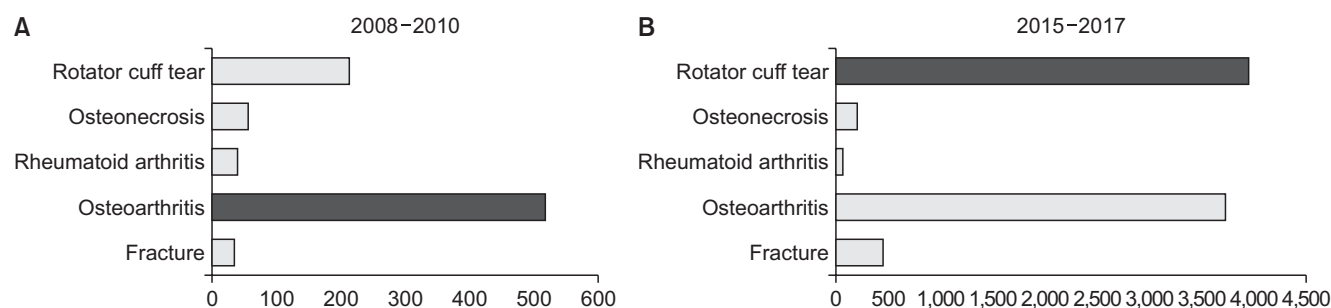 A
2008–2010
Rotator cuff tear
Osteonecrosis
Rheumatoid arthritis
Osteoarthritis
Fracture
0 100 200 300 400 500 600
B
2015–2017
Rotator cuff tear
Osteonecrosis
Rheumatoid arthritis
Osteoarthritis
Fracture
0 500 1,000 1,500 2,000 2,500 3,000 3,500 4,000 4,500